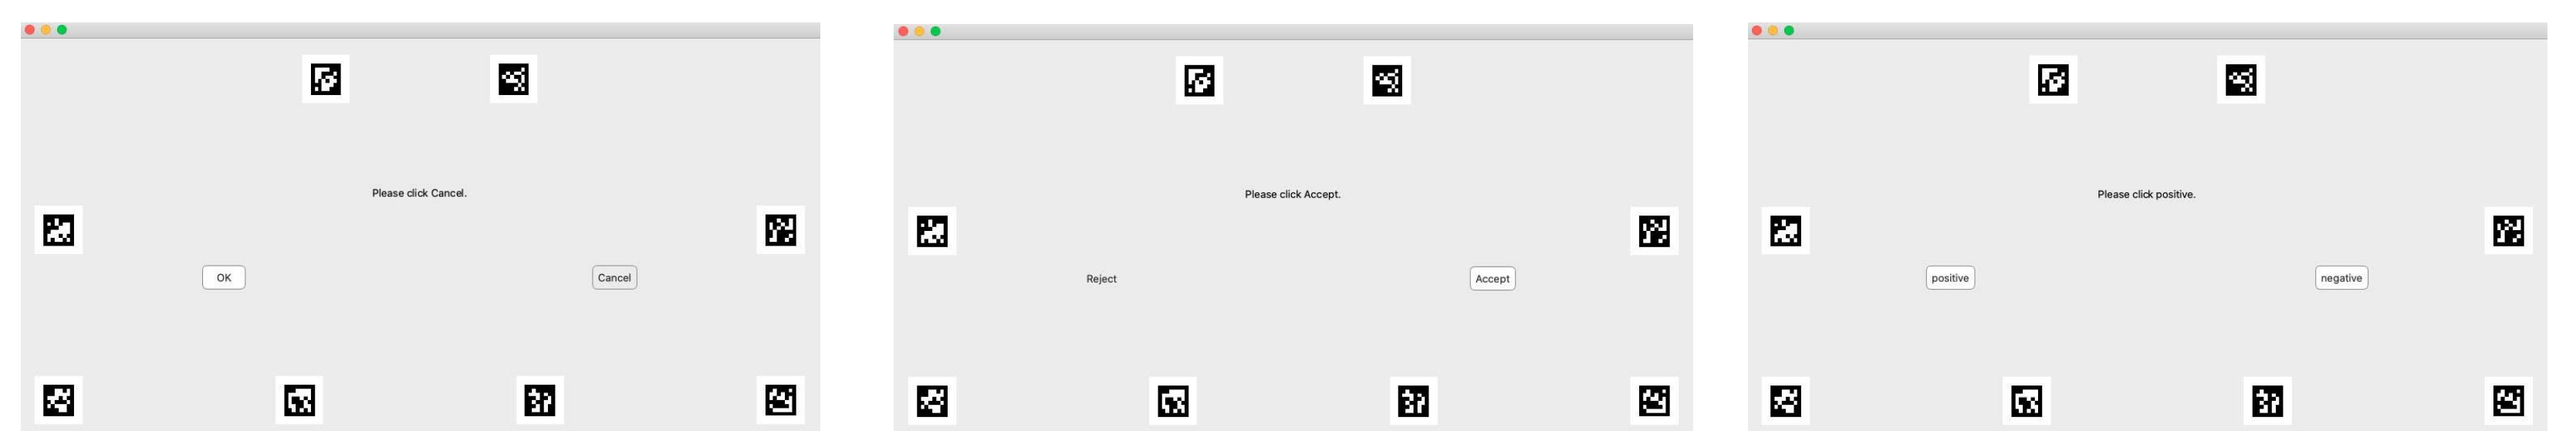 Please click Cancel.
OK
Cancel
Please click Accept.
Reject
Accept
Please click positive.
positive
negative